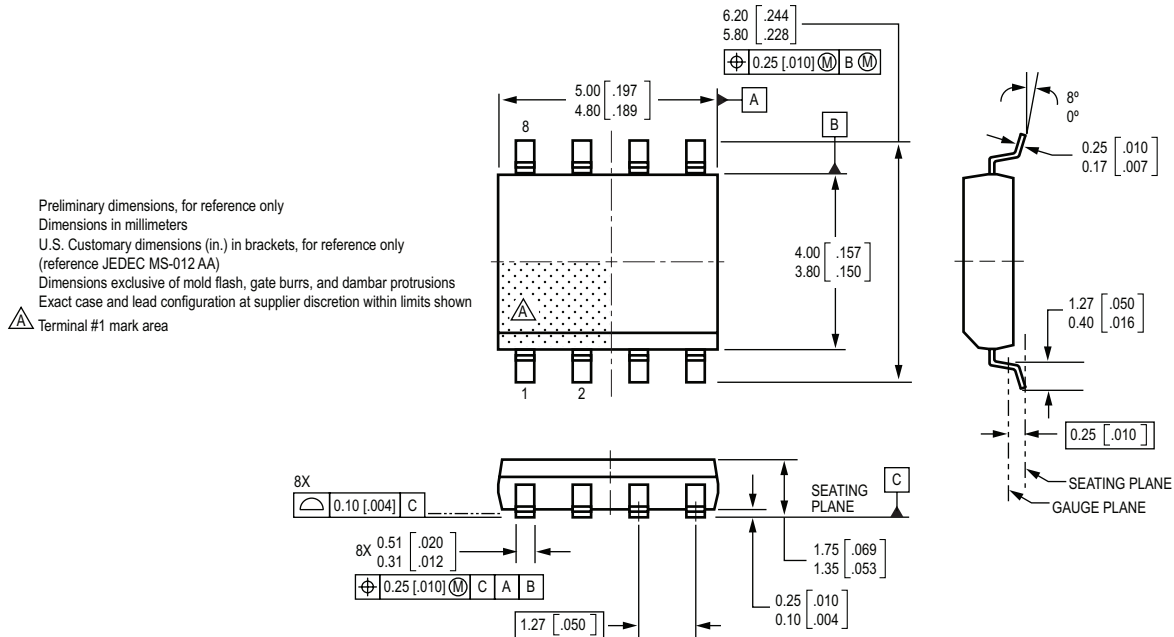 6.20 [.244
5.80 .228]
⌖ 0.25 [.010] Ⓜ B Ⓜ
5.00 [.197
4.80 .189]
A
8
B
8º
0º
0.25 [.010
0.17 .007]
Preliminary dimensions, for reference only
Dimensions in millimeters
U.S. Customary dimensions (in.) in brackets, for reference only
(reference JEDEC MS-012 AA)
Dimensions exclusive of mold flash, gate burrs, and dambar protrusions
Exact case and lead configuration at supplier discretion within limits shown
A Terminal #1 mark area
A
4.00 [.157
3.80 .150]
1.27 [.050
0.40 .016]
1
2
0.25 [.010]
SEATING PLANE
GAUGE PLANE
8X
⌓ 0.10 [.004] C
SEATING
PLANE
C
8X 0.51 [.020
0.31 .012]
⌖ 0.25 [.010] Ⓜ C A B
1.75 [.069
1.35 .053]
0.25 [.010
0.10 .004]
1.27 [.050]